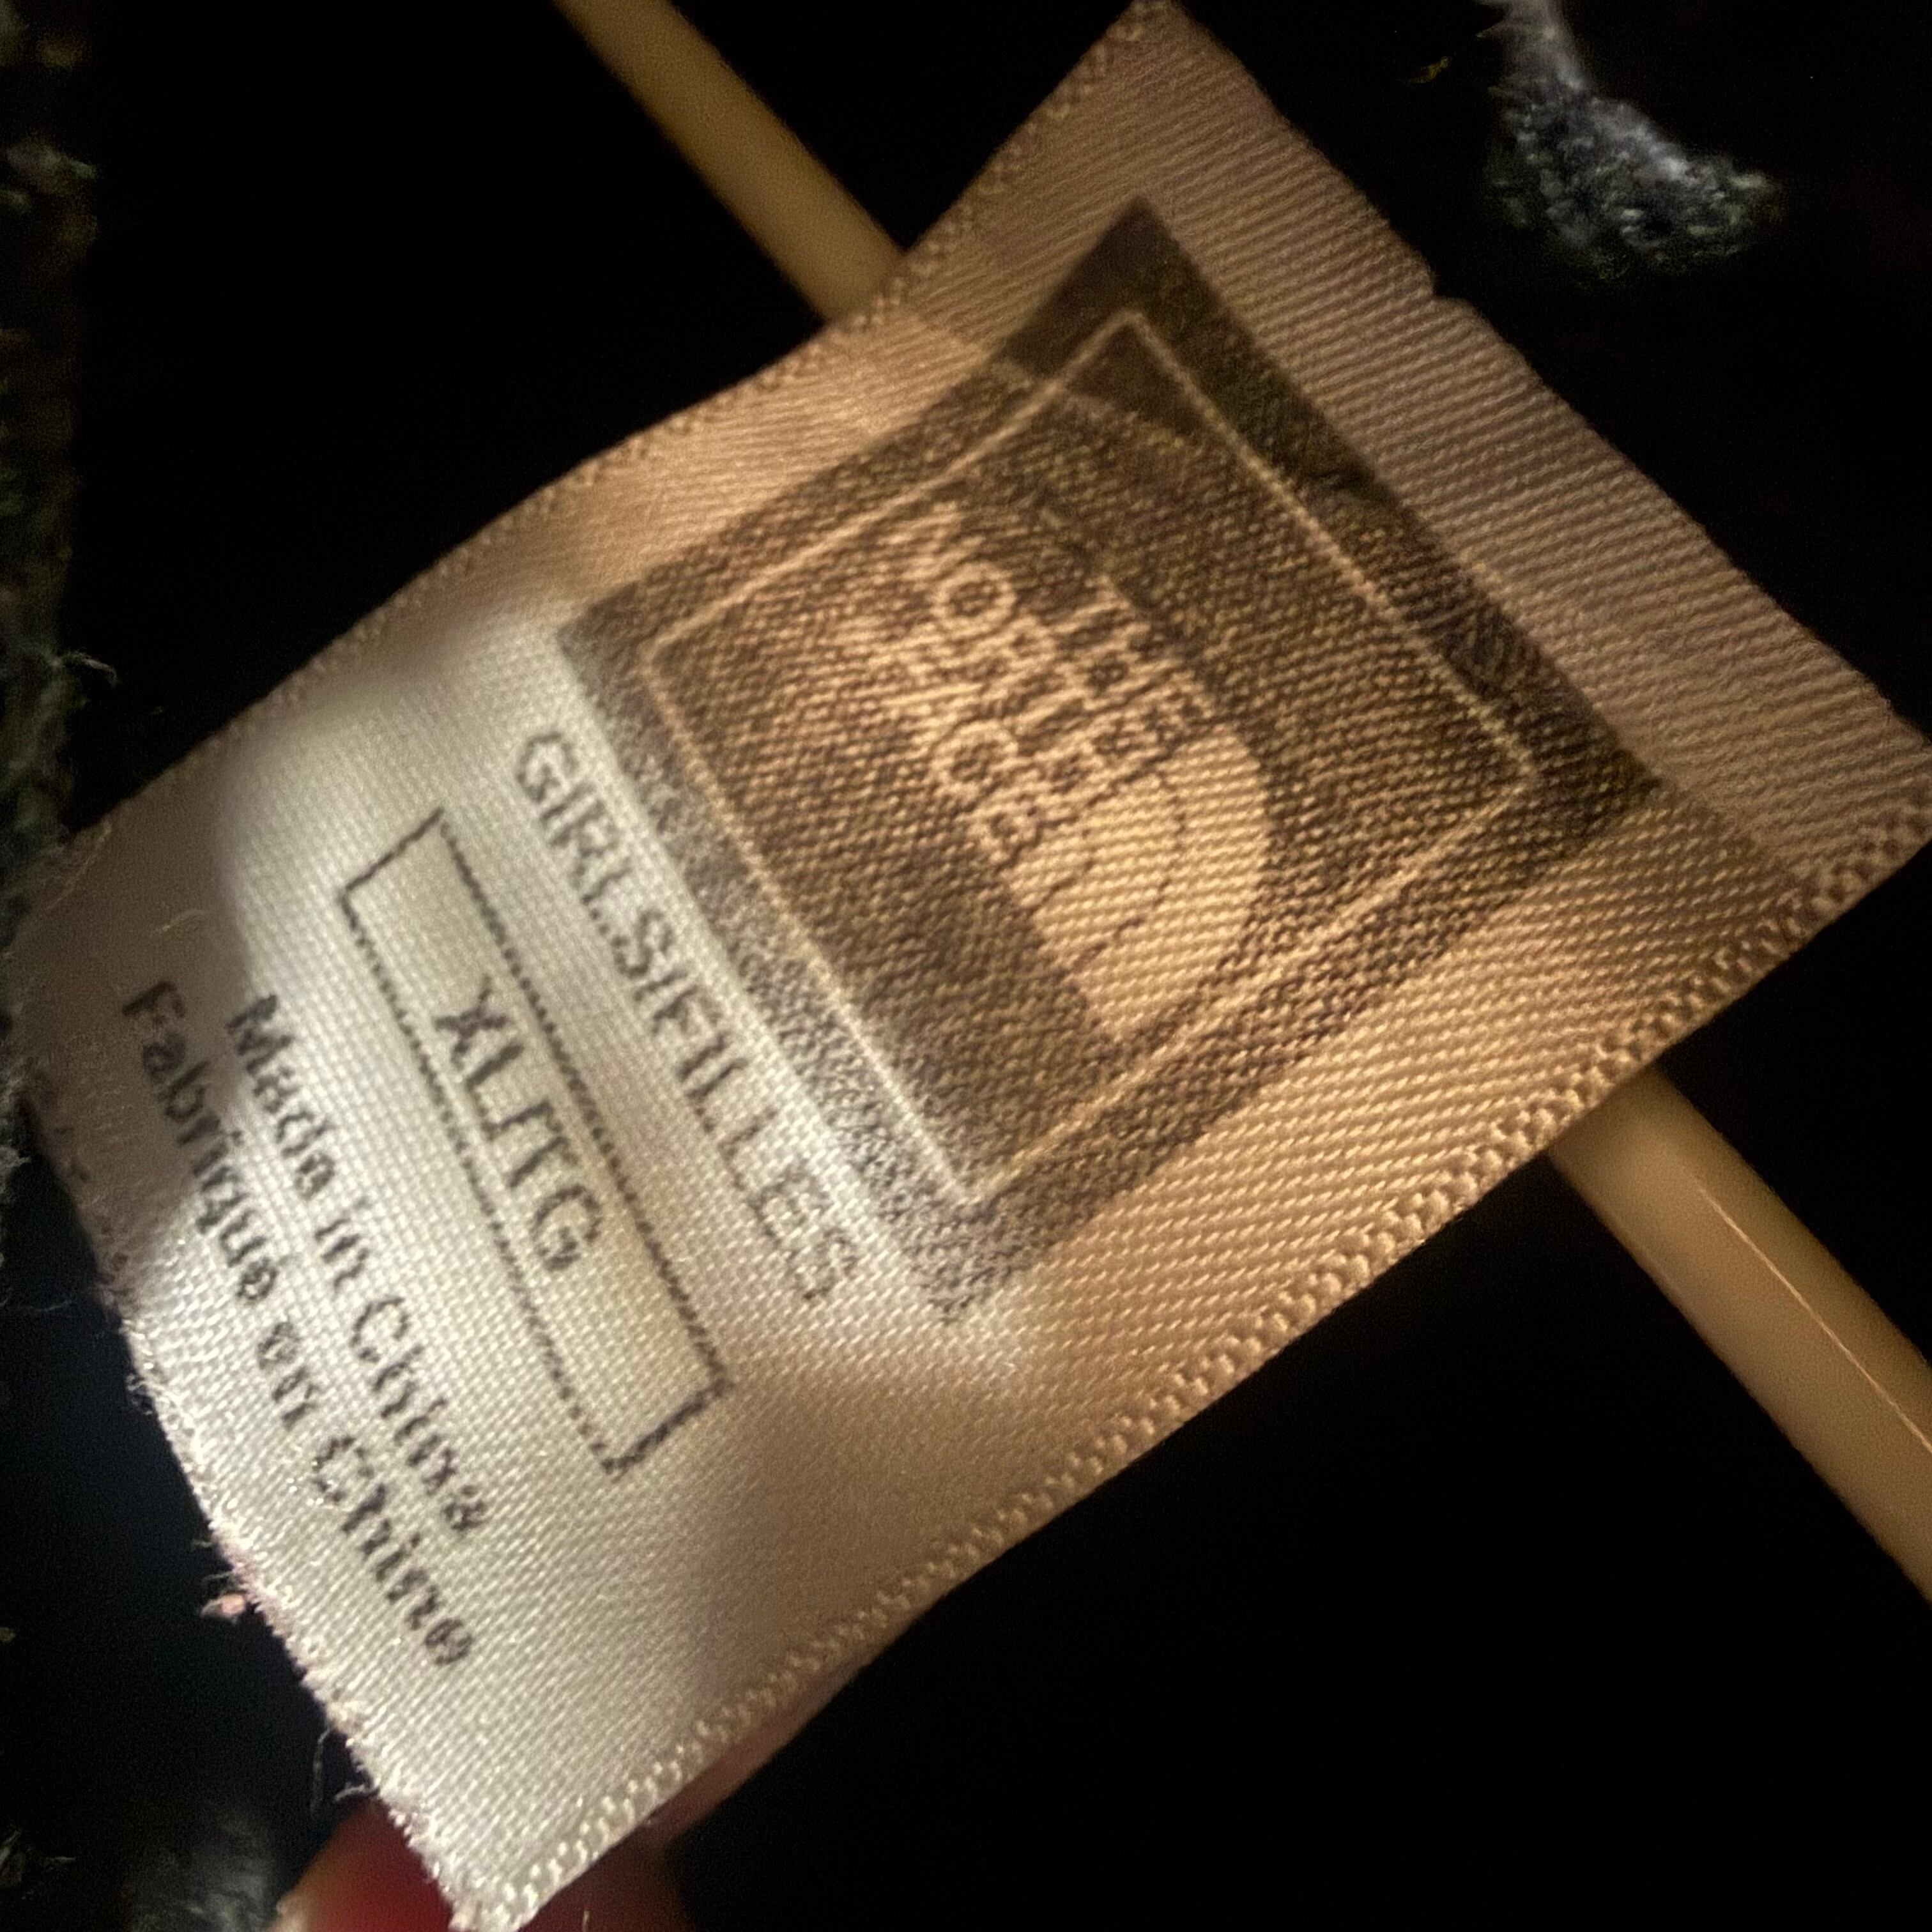 THE
NORTH
FACE
GIRLS/FILLES
XL/TG
Made in China
Fabriqué en Chine